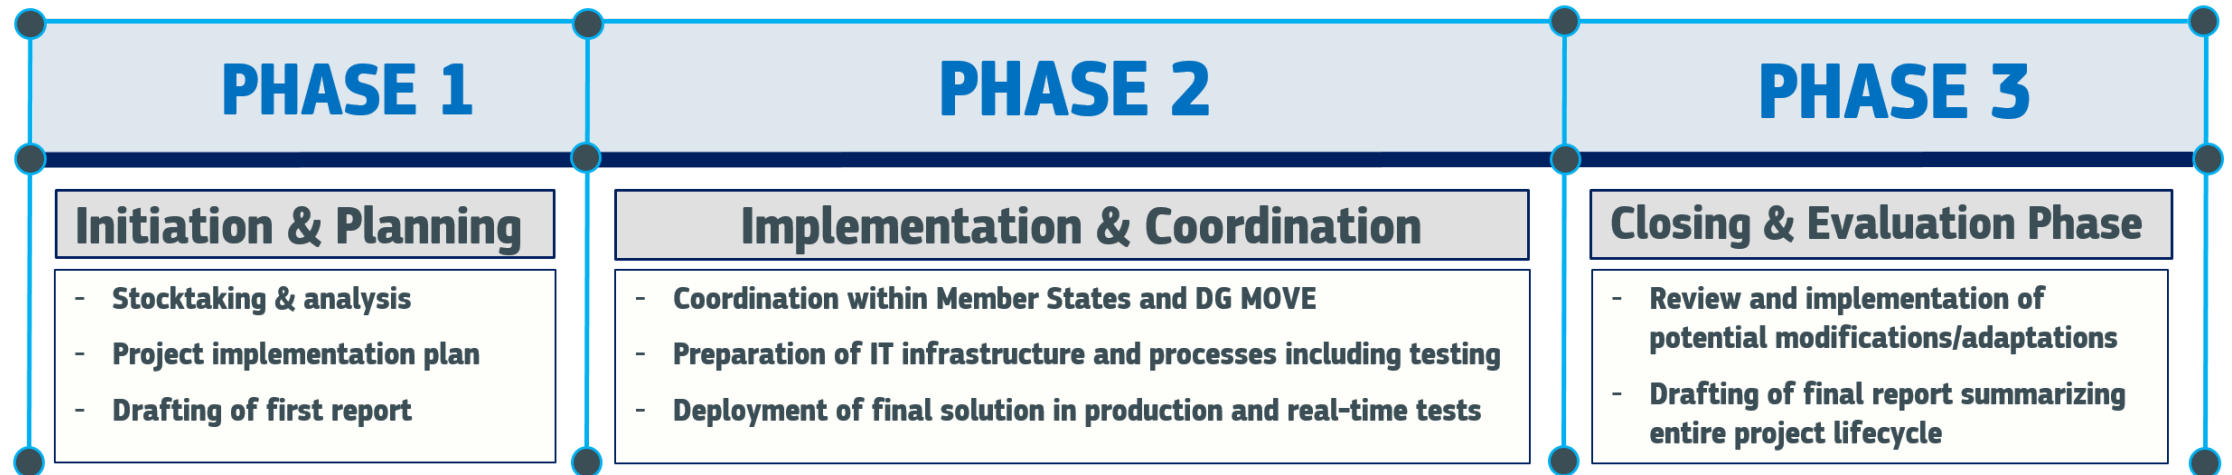 PHASE 1
PHASE 2
PHASE 3
Initiation & Planning
- Stocktaking & analysis
- Project implementation plan
- Drafting of first report
Implementation & Coordination
- Coordination within Member States and DG MOVE
- Preparation of IT infrastructure and processes including testing
- Deployment of final solution in production and real-time tests
Closing & Evaluation Phase
- Review and implementation of
potential modifications/adaptations
- Drafting of final report summarizing
entire project lifecycle